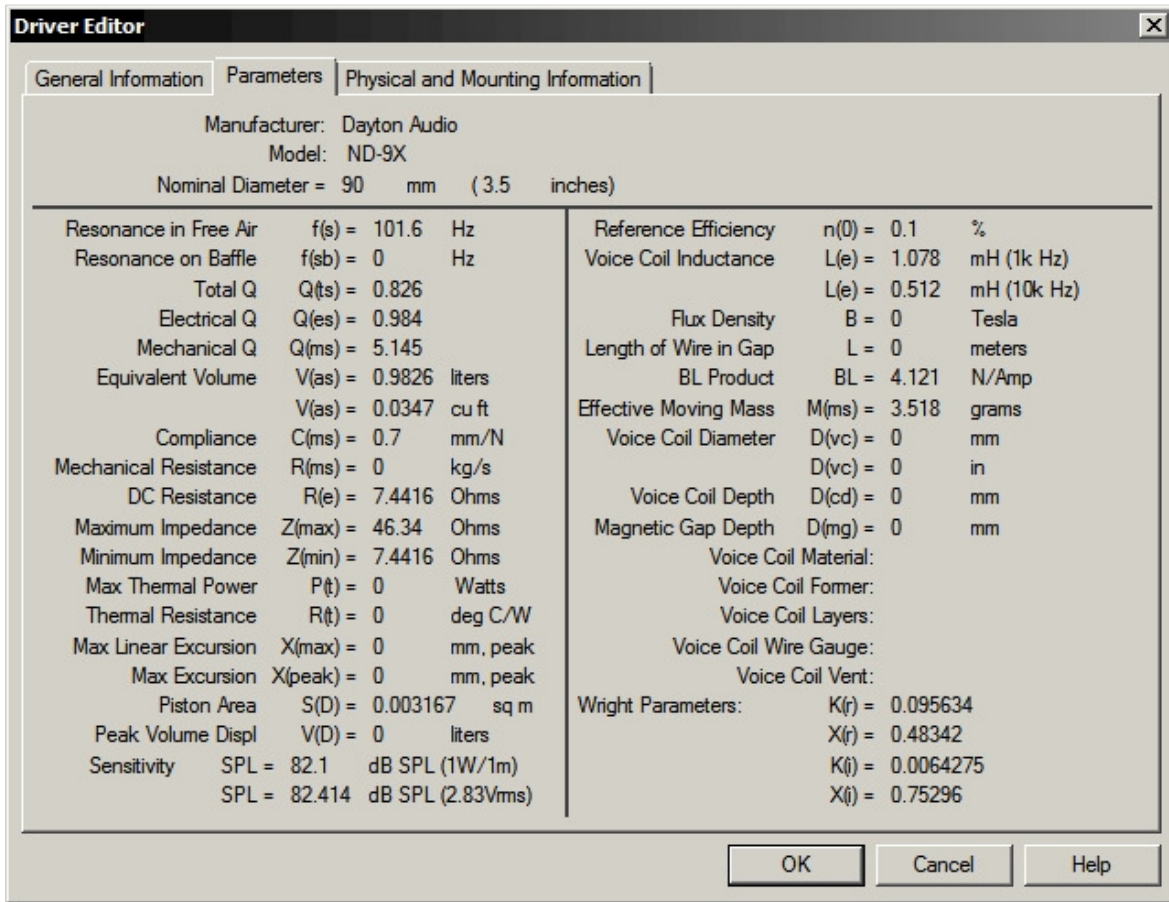 Driver Editor
General Information Parameters Physical and Mounting Information
Manufacturer: Dayton Audio
Model: ND-9X
Nominal Diameter = 90 mm ( 3.5 inches)
Resonance in Free Air f(s) = 101.6 Hz
Resonance on Baffle f(sb) = 0 Hz
Total Q Q(ts) = 0.826
Electrical Q Q(es) = 0.984
Mechanical Q Q(ms) = 5.145
Equivalent Volume V(as) = 0.9826 liters
V(as) = 0.0347 cu ft
Compliance C(ms) = 0.7 mm/N
Mechanical Resistance R(ms) = 0 kg/s
DC Resistance R(e) = 7.4416 Ohms
Maximum Impedance Z(max) = 46.34 Ohms
Minimum Impedance Z(min) = 7.4416 Ohms
Max Thermal Power P(t) = 0 Watts
Thermal Resistance R(t) = 0 deg C/W
Max Linear Excursion X(max) = 0 mm, peak
Max Excursion X(peak) = 0 mm, peak
Piston Area S(D) = 0.003167 sq m
Peak Volume Displ V(D) = 0 liters
Sensitivity SPL = 82.1 dB SPL (1W/1m)
SPL = 82.414 dB SPL (2.83Vrms)
Reference Efficiency n(0) = 0.1 %
Voice Coil Inductance L(e) = 1.078 mH (1k Hz)
L(e) = 0.512 mH (10k Hz)
Flux Density B = 0 Tesla
Length of Wire in Gap L = 0 meters
BL Product BL = 4.121 N/Amp
Effective Moving Mass M(ms) = 3.518 grams
Voice Coil Diameter D(vc) = 0 mm
D(vc) = 0 in
Voice Coil Depth D(cd) = 0 mm
Magnetic Gap Depth D(mg) = 0 mm
Voice Coil Material:
Voice Coil Former:
Voice Coil Layers:
Voice Coil Wire Gauge:
Voice Coil Vent:
Wright Parameters: K(r) = 0.095634
X(r) = 0.48342
K(i) = 0.0064275
X(i) = 0.75296
OK Cancel Help